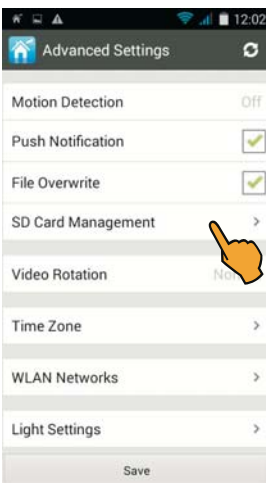 12:02
Advanced Settings
Motion Detection Off
Push Notification
File Overwrite
SD Card Management
Video Rotation
Time Zone
WLAN Networks
Light Settings
Save